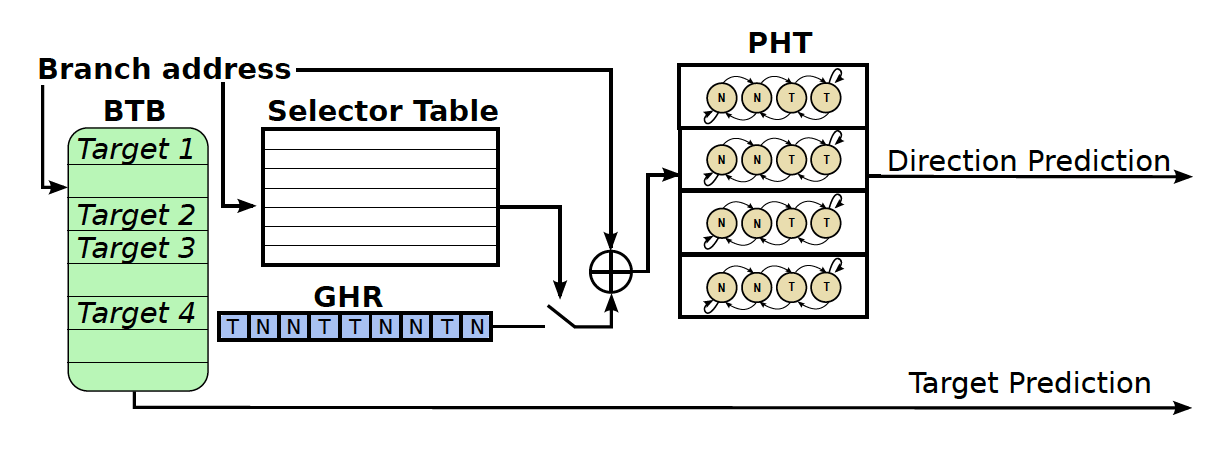 PHT
Branch address
BTB
Selector Table
N N T T
Target 1
N N T T
Direction Prediction
Target 2
Target 3
N N T T
GHR
N N T T
Target 4
T N N T T N N T N
Target Prediction